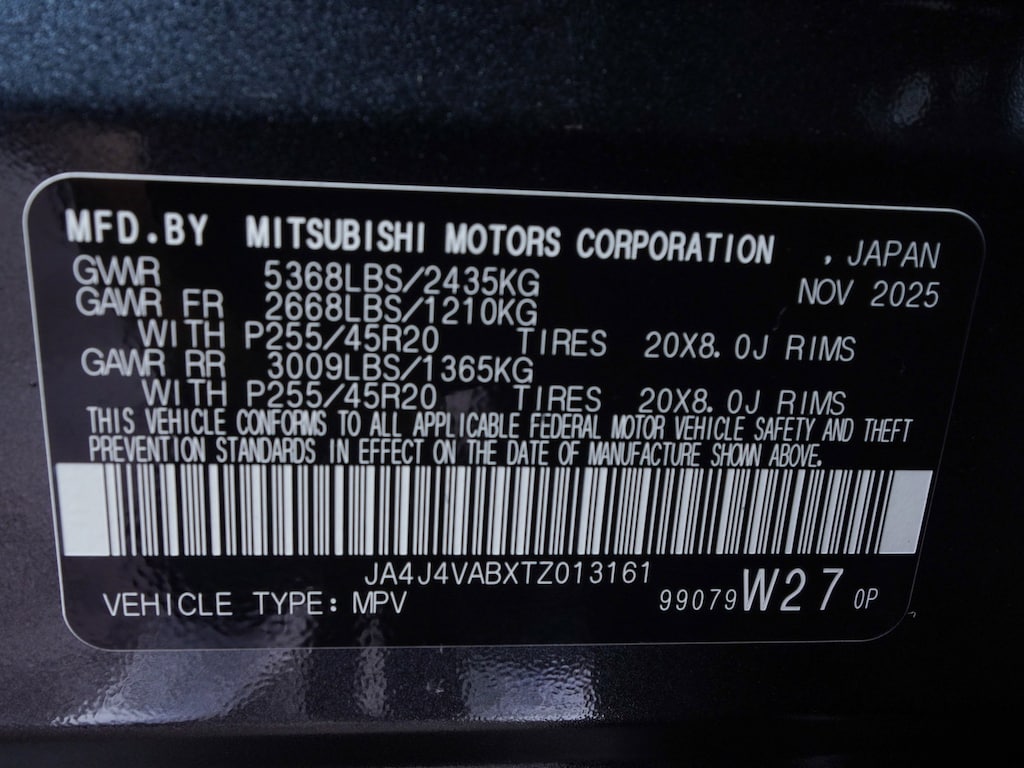 MFD.BY MITSUBISHI MOTORS CORPORATION , JAPAN
GVWR 5368LBS/2435KG NOV 2025
GAWR FR 2668LBS/1210KG
WITH P255/45R20 TIRES 20X8.0J RIMS
GAWR RR 3009LBS/1365KG
WITH P255/45R20 TIRES 20X8.0J RIMS
THIS VEHICLE CONFORMS TO ALL APPLICABLE FEDERAL MOTOR VEHICLE SAFETY AND THEFT
PREVENTION STANDARDS IN EFFECT ON THE DATE OF MANUFACTURE SHOWN ABOVE.
JA4J4VABXTZ013161
VEHICLE TYPE: MPV 99079 W27 0P